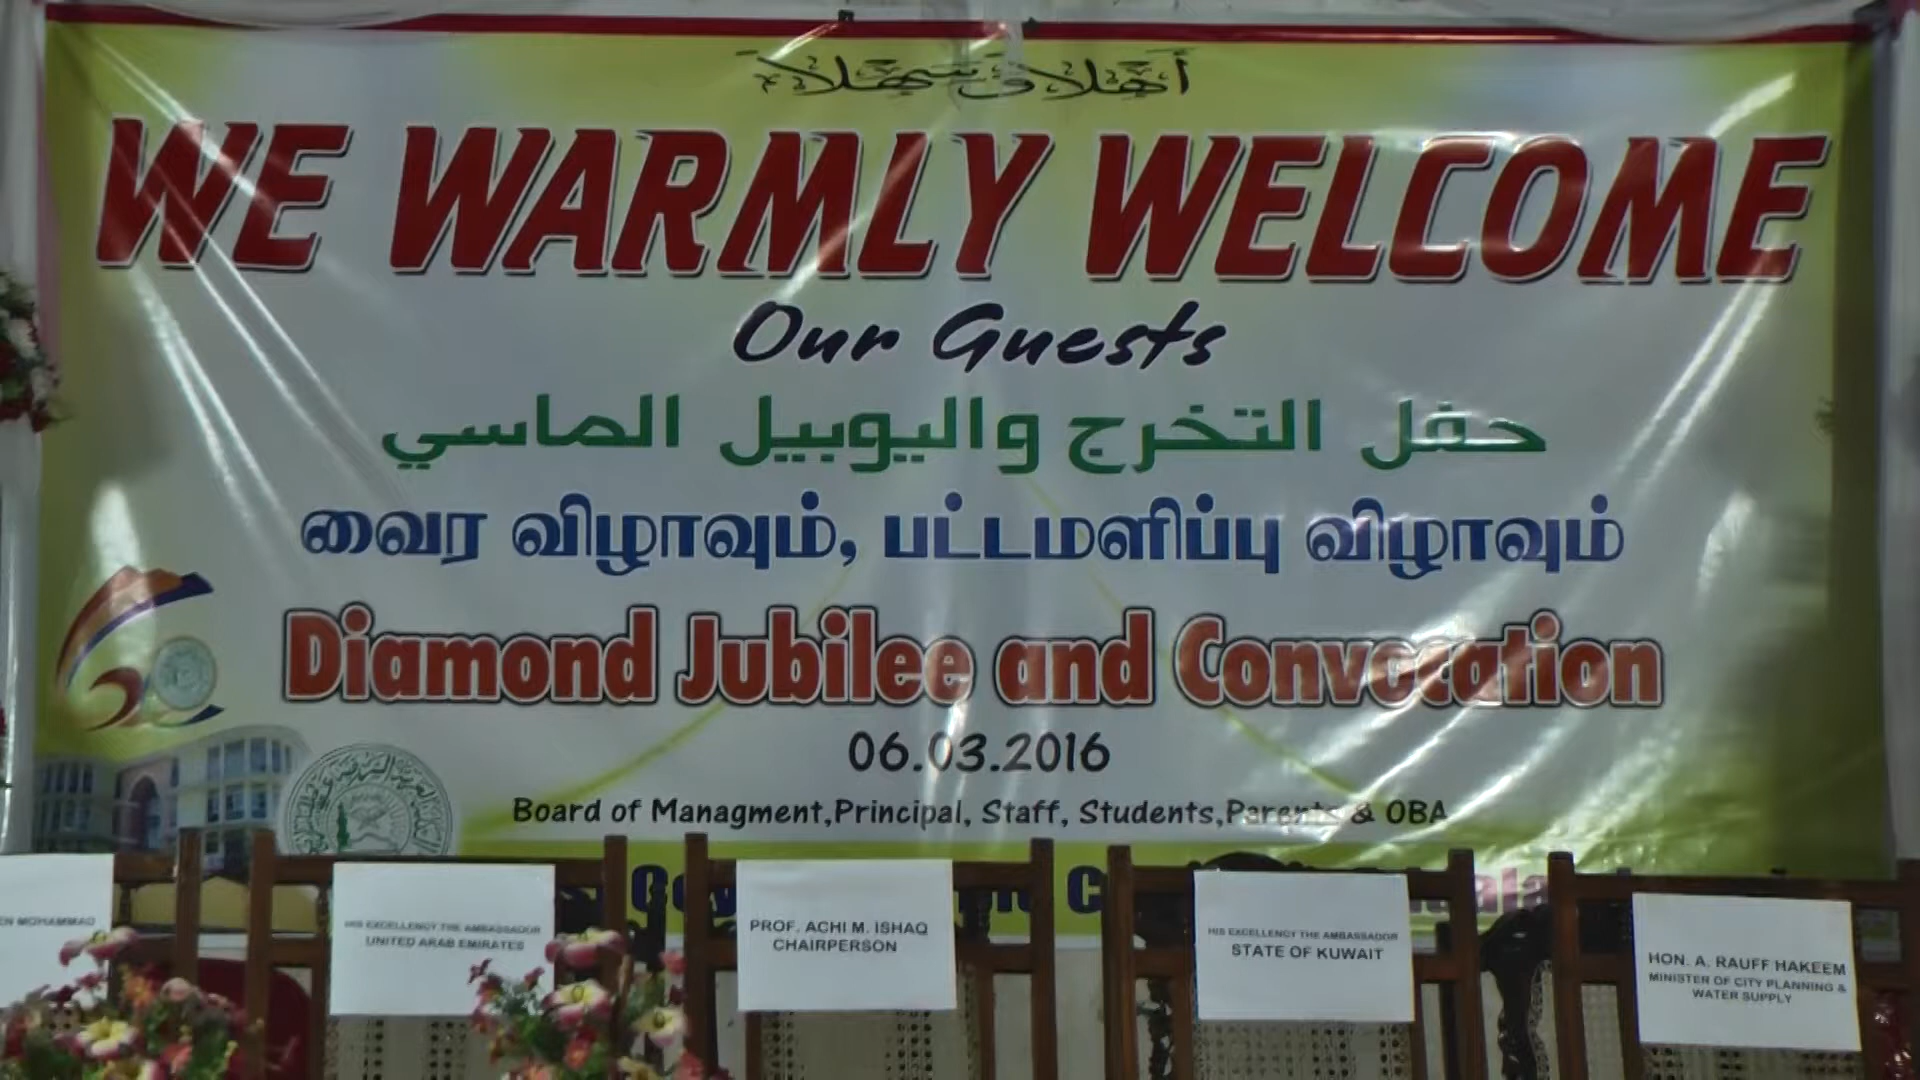 أهلا وسهلا
WE WARMLY WELCOME
Our Guests
حفل التخرج واليوبيل الماسي
வைர விழாவும், பட்டமளிப்பு விழாவும்
Diamond Jubilee and Convocation
06.03.2016
Board of Managment,Principal, Staff, Students,Parents & OBA
MOHAMMAD
HIS EXCELLENCY THE AMBASSADOR
UNITED ARAB EMIRATES
PROF. ACHI M. ISHAQ
CHAIRPERSON
HIS EXCELLENCY THE AMBASSADOR
STATE OF KUWAIT
HON. A. RAUFF HAKEEM
MINISTER OF CITY PLANNING &
WATER SUPPLY